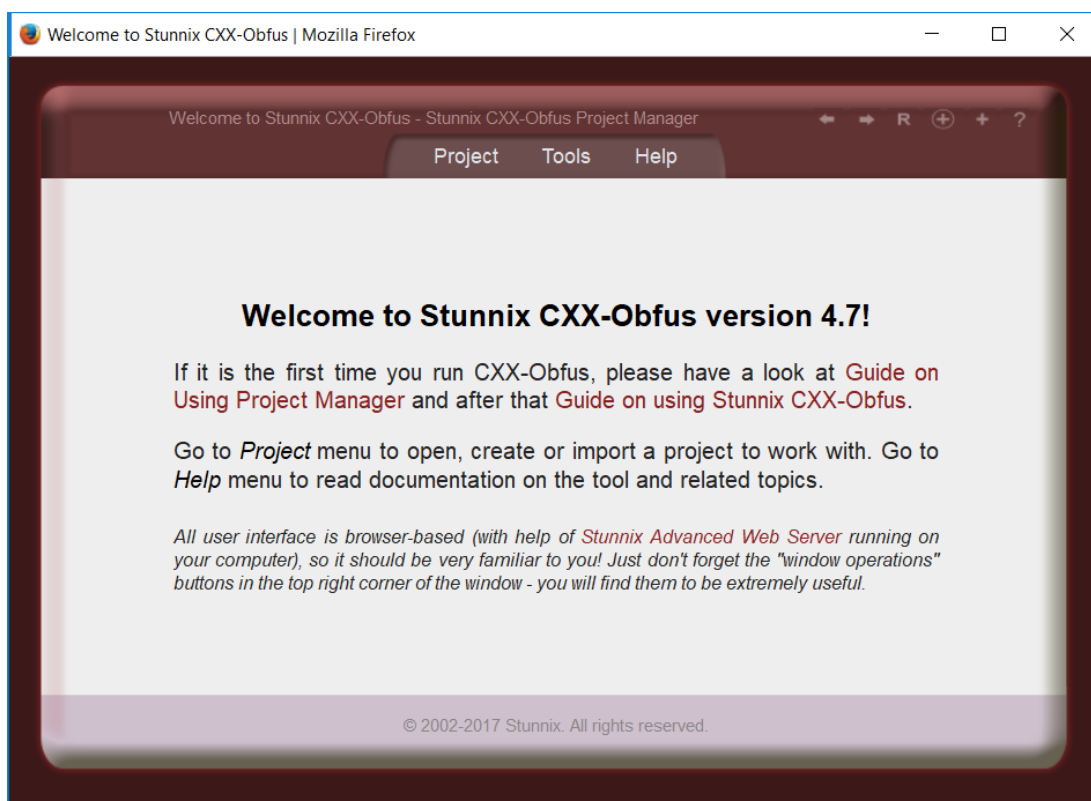 Welcome to Stunnix CXX-Obfus | Mozilla Firefox
Welcome to Stunnix CXX-Obfus - Stunnix CXX-Obfus Project Manager
R + + ?
Project Tools Help
Welcome to Stunnix CXX-Obfus version 4.7!
If it is the first time you run CXX-Obfus, please have a look at Guide on
Using Project Manager and after that Guide on using Stunnix CXX-Obfus.
Go to Project menu to open, create or import a project to work with. Go to
Help menu to read documentation on the tool and related topics.
All user interface is browser-based (with help of Stunnix Advanced Web Server running on
your computer), so it should be very familiar to you! Just don't forget the "window operations"
buttons in the top right corner of the window - you will find them to be extremely useful.
© 2002-2017 Stunnix. All rights reserved.